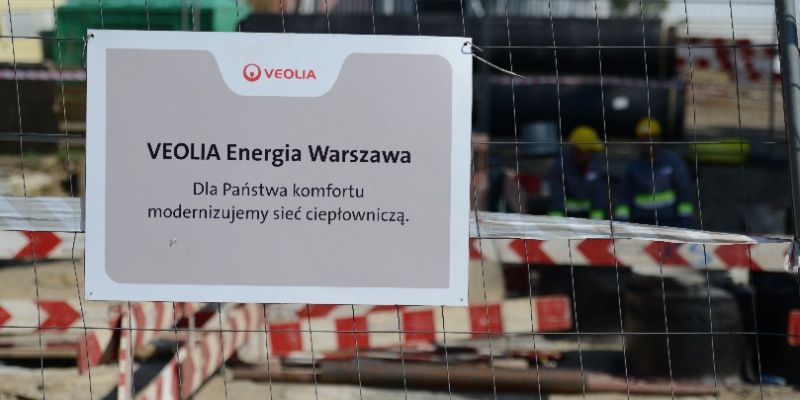 VEOLIA
VEOLIA Energia Warszawa
Dla Państwa komfortu
modernizujemy sieć ciepłowniczą.